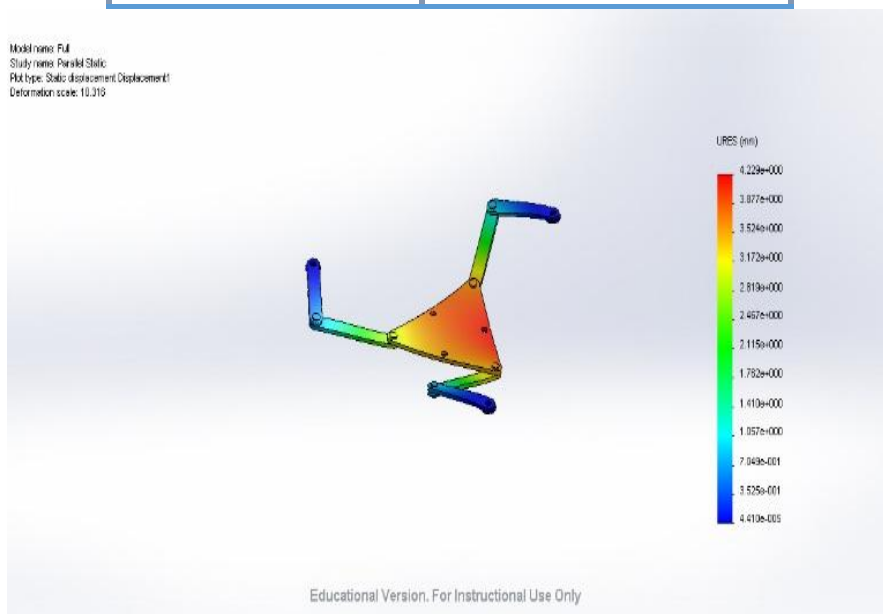 Model name: Full
Study name: Parallel Static
Plot type: Static displacement Displacement1
Deformation scale: 10.316
URES (mm)
4.229e+000
3.877e+000
3.524e+000
3.172e+000
2.819e+000
2.467e+000
2.115e+000
1.762e+000
1.410e+000
1.057e+000
7.049e-001
3.525e-001
4.410e-005
Educational Version. For Instructional Use Only